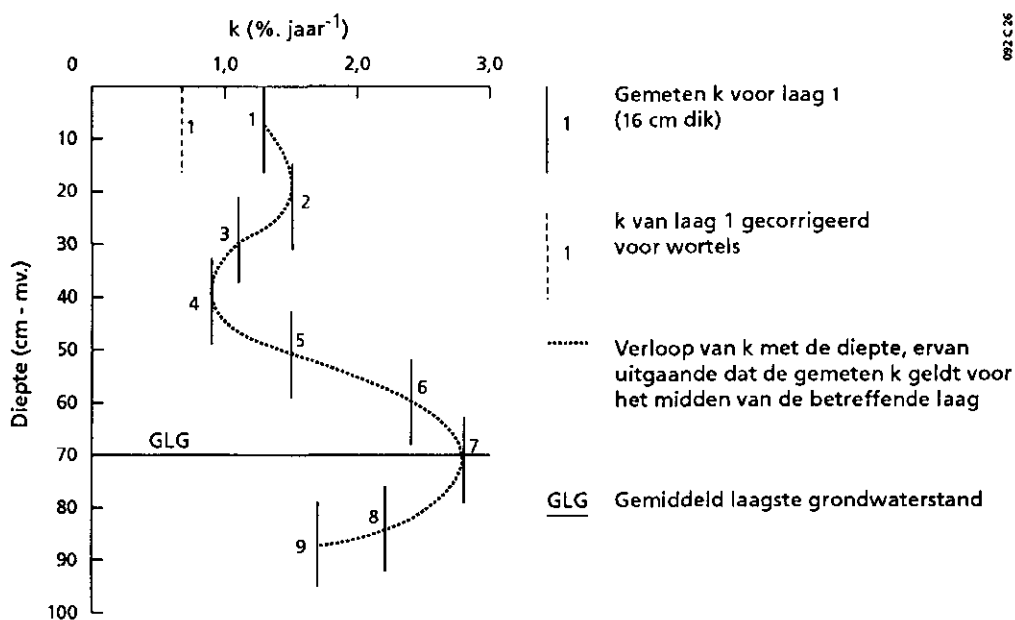 k (%. jaar-1)
0 1,0 2,0 3,0
092 C 26
Diepte (cm - mv.)
10
20
30
40
50
60
70
80
90
100
1
1
2
3
4
5
6
7
8
9
GLG
1
Gemeten k voor laag 1
(16 cm dik)
1
k van laag 1 gecorrigeerd
voor wortels
Verloop van k met de diepte, ervan
uitgaande dat de gemeten k geldt voor
het midden van de betreffende laag
GLG Gemiddeld laagste grondwaterstand